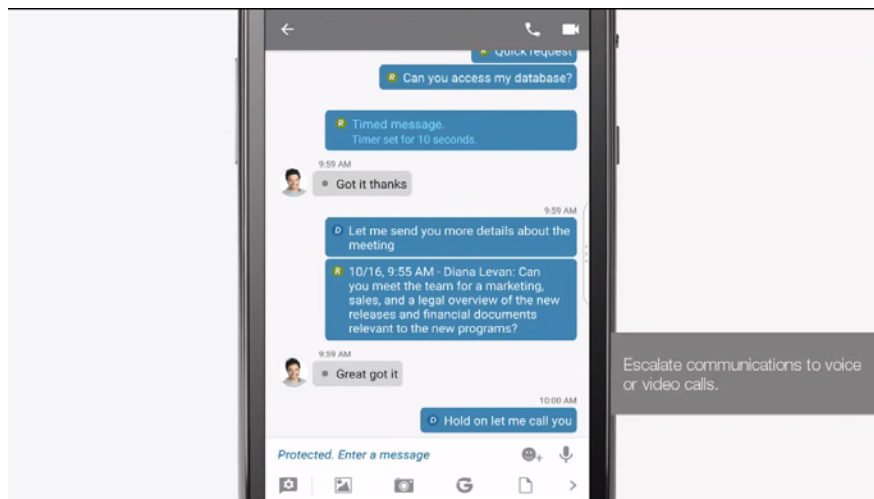 R Quick request
R Can you access my database?
R Timed message.
Timer set for 10 seconds.
9:59 AM
Got it thanks
9:59 AM
D Let me send you more details about the
meeting
R 10/16, 9:55 AM - Diana Levan: Can
you meet the team for a marketing,
sales, and a legal overview of the new
releases and financial documents
relevant to the new programs?
9:59 AM
Great got it
10:00 AM
D Hold on let me call you
Protected. Enter a message
G
Escalate communications to voice
or video calls.